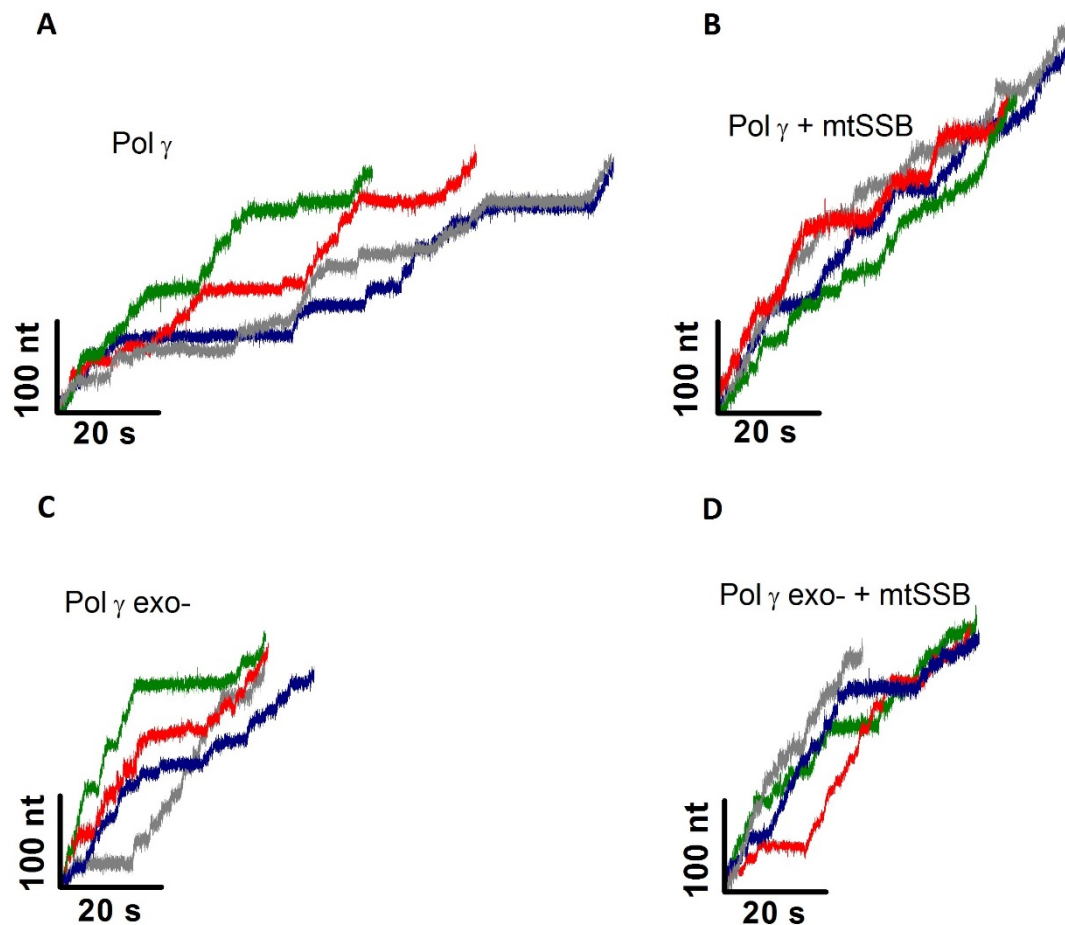 A
B
Pol γ
Pol γ + mtSSB
100 nt
20 s
100 nt
20 s
C
D
Pol γ exo-
Pol γ exo- + mtSSB
100 nt
20 s
100 nt
20 s